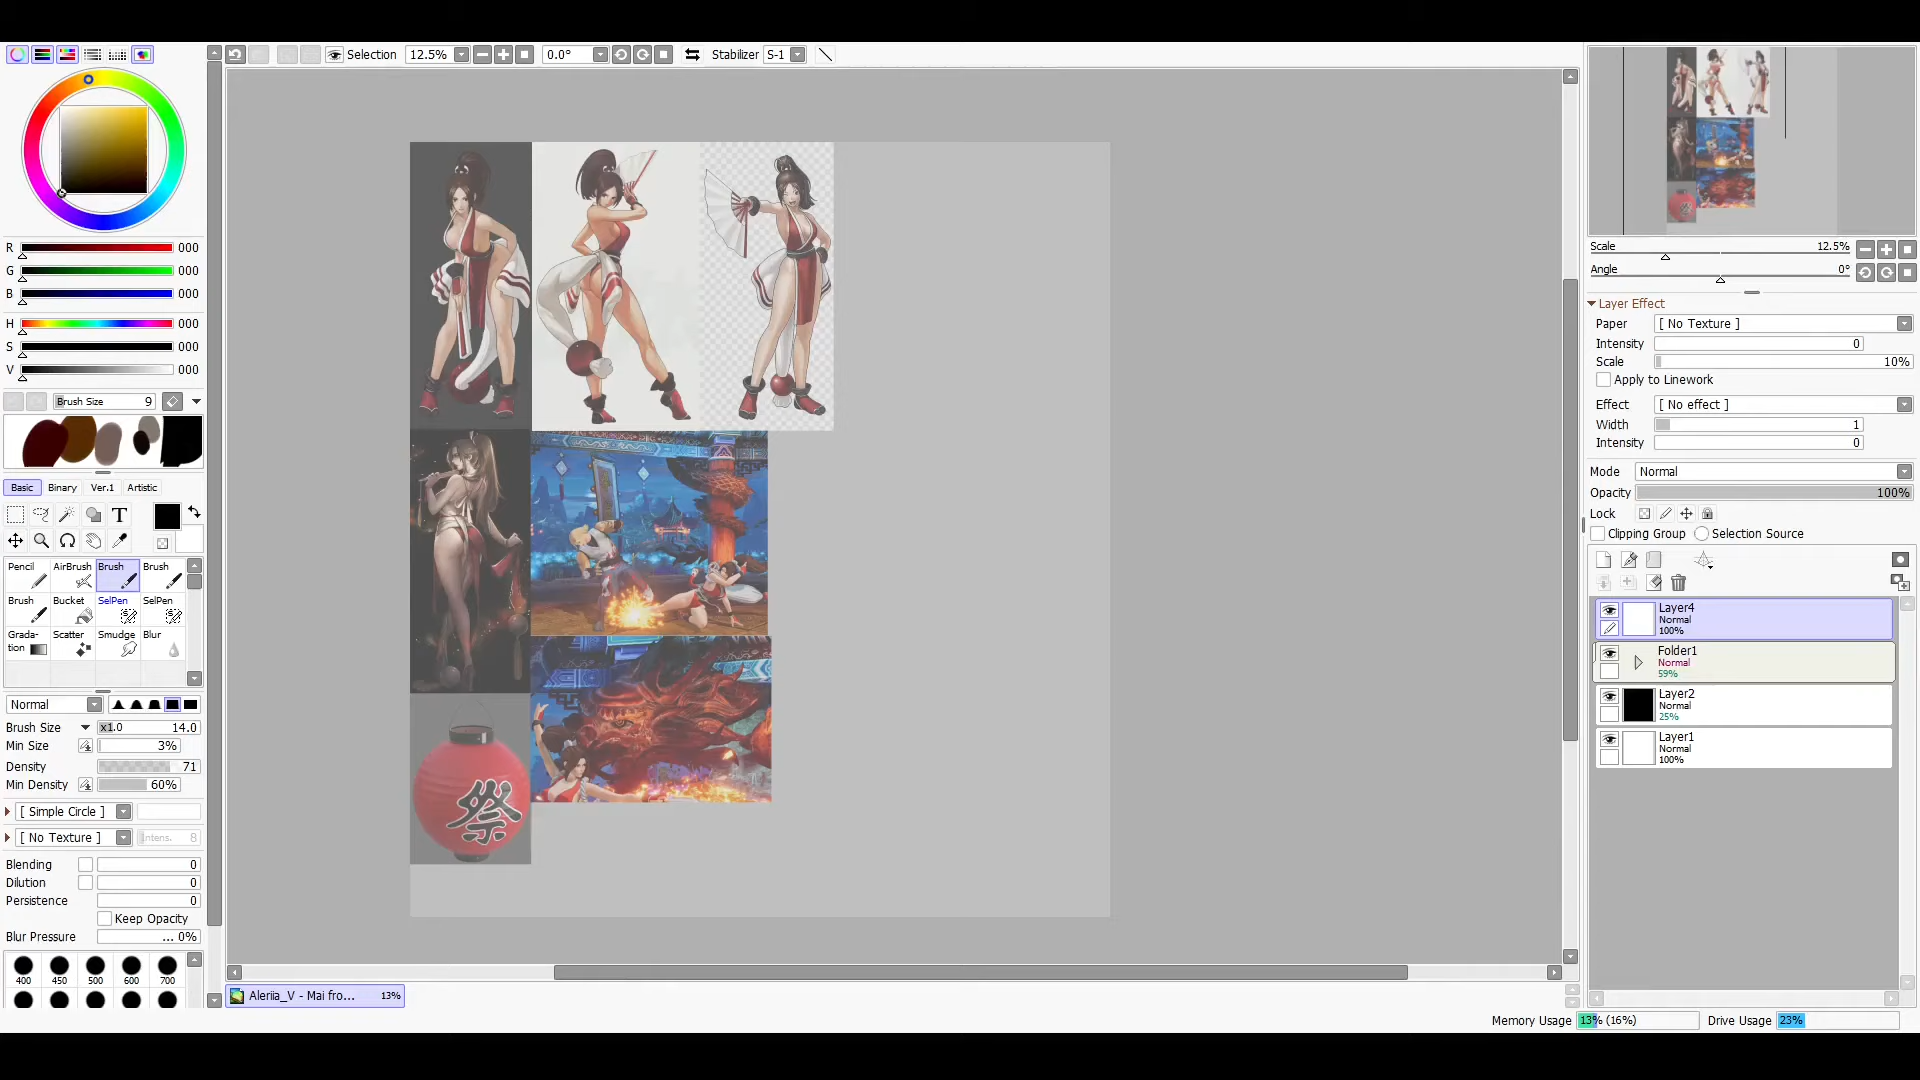 Selection 12.5% 0.0° Stabilizer S-1
R 000
G 000
B 000
H 000
S 000
V 000
Brush Size 9
Basic Binary Ver.1 Artistic
T
Pencil AirBrush Brush Brush
Brush Bucket SelPen SelPen
Grada-
tion Scatter Smudge Blur
Normal
Brush Size x1.0 14.0
Min Size 3%
Density 71
Min Density 60%
[ Simple Circle ]
[ No Texture ] Intens. 8
Blending 0
Dilution 0
Persistence 0
Keep Opacity
Blur Pressure ... 0%
400 450 500 600 700
祭
Aleriia_V - Mai fro... 13%
Scale 12.5%
Angle 0°
Layer Effect
Paper [ No Texture ]
Intensity 0
Scale 10%
Apply to Linework
Effect [ No effect ]
Width 1
Intensity 0
Mode Normal
Opacity 100%
Lock
Clipping Group Selection Source
Layer4
Normal
100%
Folder1
Normal
59%
Layer2
Normal
25%
Layer1
Normal
100%
Memory Usage 13% (16%) Drive Usage 23%